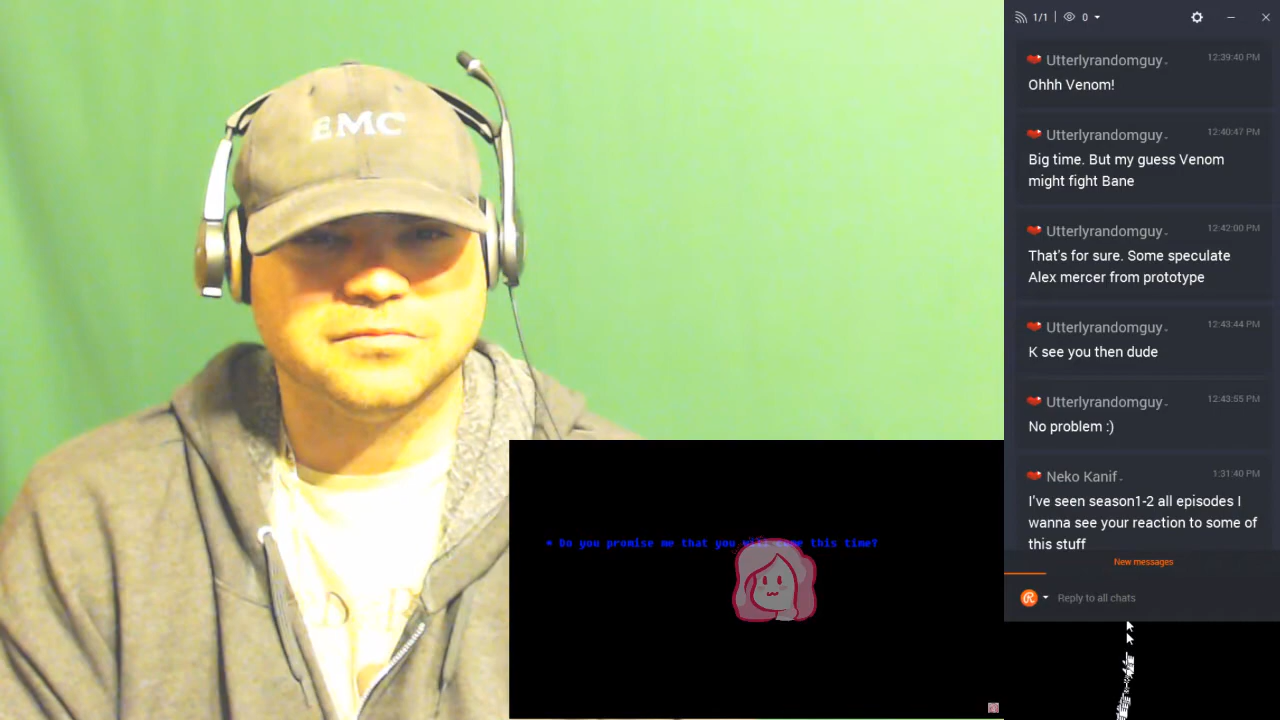 EMC
* Do you promise me that you will come this time?
1/1 0
Utterlyrandomguy 12:39:40 PM
Ohhh Venom!
Utterlyrandomguy 12:40:47 PM
Big time. But my guess Venom
might fight Bane
Utterlyrandomguy 12:42:00 PM
That's for sure. Some speculate
Alex mercer from prototype
Utterlyrandomguy 12:43:44 PM
K see you then dude
Utterlyrandomguy 12:43:55 PM
No problem :)
Neko Kanif 1:31:40 PM
I've seen season1-2 all episodes I
wanna see your reaction to some of
this stuff
New messages
Reply to all chats